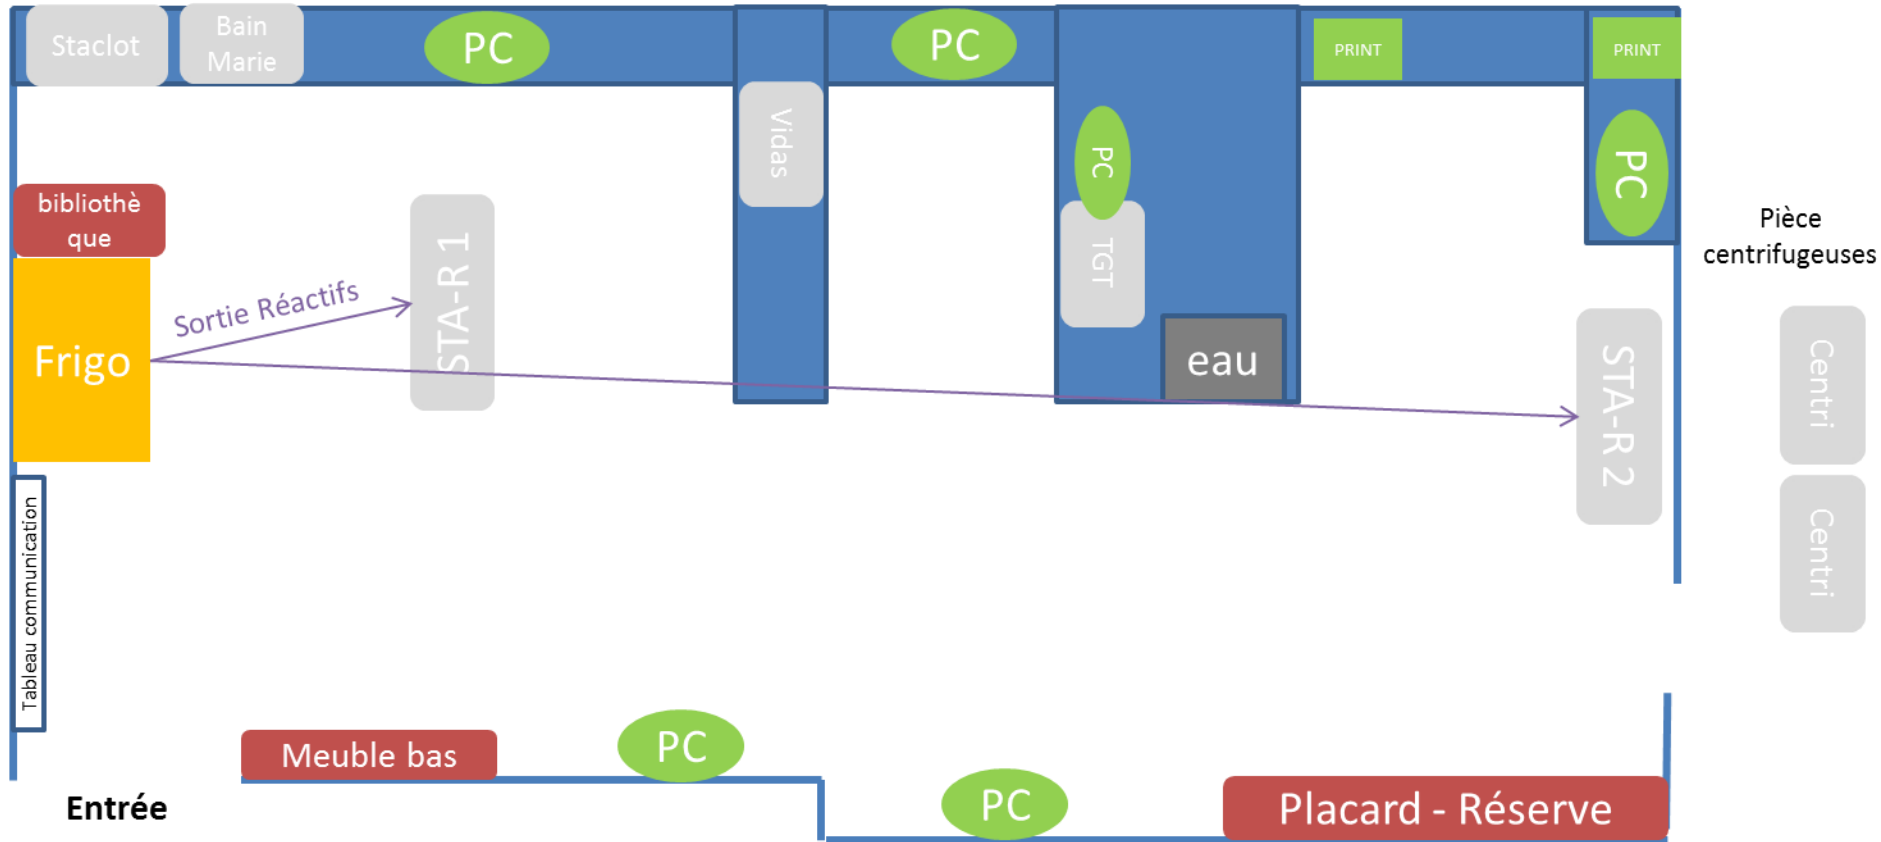 Staclot
Bain
Marie
PC
PC
PRINT
PRINT
Vidas
PC
PC
bibliothè
que
Pièce
centrifugeuses
STA-R 1
TGT
Sortie Réactifs
Frigo
eau
STA-R 2
Centri
Centri
Tableau communication
Meuble bas
PC
Entrée
PC
Placard - Réserve